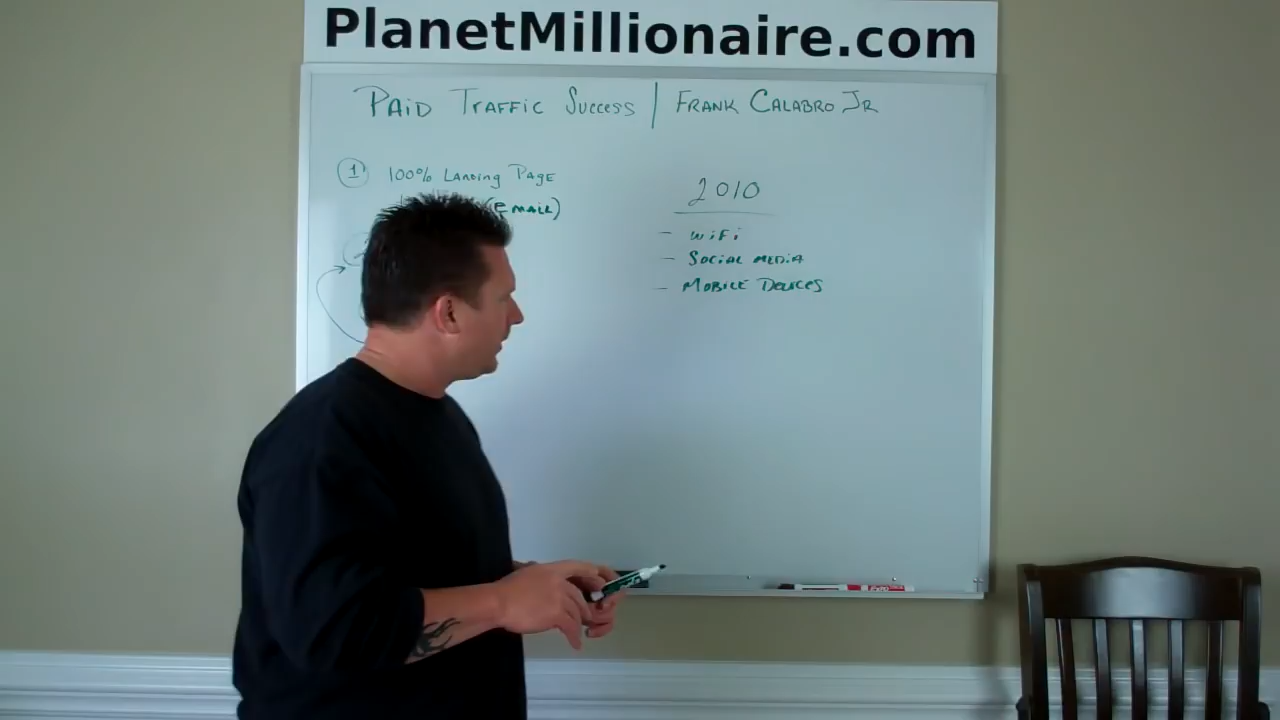 PlanetMillionaire.com
PAID TRAFFIC SUCCESS | FRANK CALABRO JR
1 100% LANDING PAGE
(EMAIL)
2010
- WiFi
- SOCIAL MEDIA
- MOBILE DEVICES